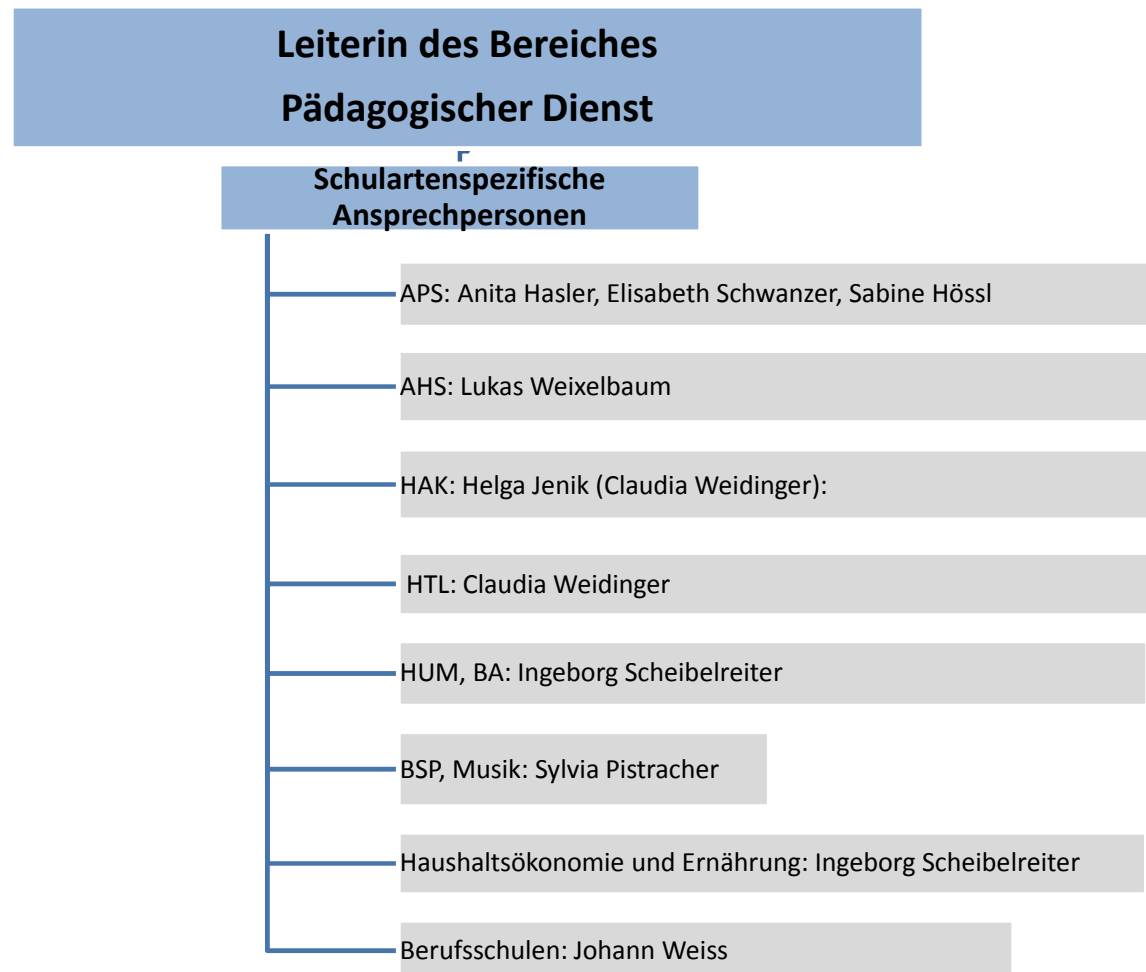 Leiterin des Bereiches
Pädagogischer Dienst
Schulartenspezifische
Ansprechpersonen
APS: Anita Hasler, Elisabeth Schwanzer, Sabine Hössl
AHS: Lukas Weixelbaum
HAK: Helga Jenik (Claudia Weidinger):
HTL: Claudia Weidinger
HUM, BA: Ingeborg Scheibelreiter
BSP, Musik: Sylvia Pistracher
Haushaltsökonomie und Ernährung: Ingeborg Scheibelreiter
Berufsschulen: Johann Weiss